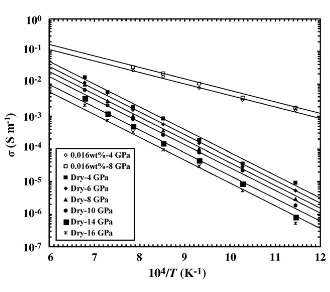 10⁰
10⁻¹
10⁻²
10⁻³
10⁻⁴
10⁻⁵
10⁻⁶
10⁻⁷
σ (S m⁻¹)
0.016wt%-4 GPa
0.016wt%-8 GPa
Dry-4 GPa
Dry-6 GPa
Dry-8 GPa
Dry-10 GPa
Dry-14 GPa
Dry-16 GPa
6 7 8 9 10 11 12
10⁴/T (K⁻¹)